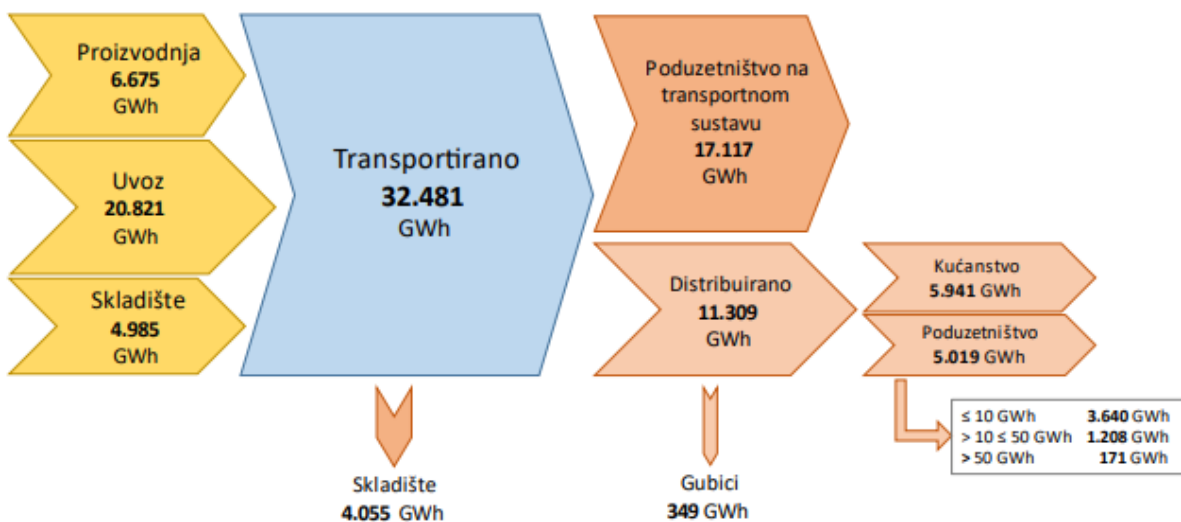 Proizvodnja
6.675
GWh
Uvoz
20.821
GWh
Skladište
4.985
GWh
Transportirano
32.481
GWh
Skladište
4.055 GWh
Poduzetništvo na
transportnom
sustavu
17.117
GWh
Distribuirano
11.309
GWh
Gubici
349 GWh
Kućanstvo
5.941 GWh
Poduzetništvo
5.019 GWh
≤ 10 GWh 3.640 GWh
> 10 ≤ 50 GWh 1.208 GWh
> 50 GWh 171 GWh